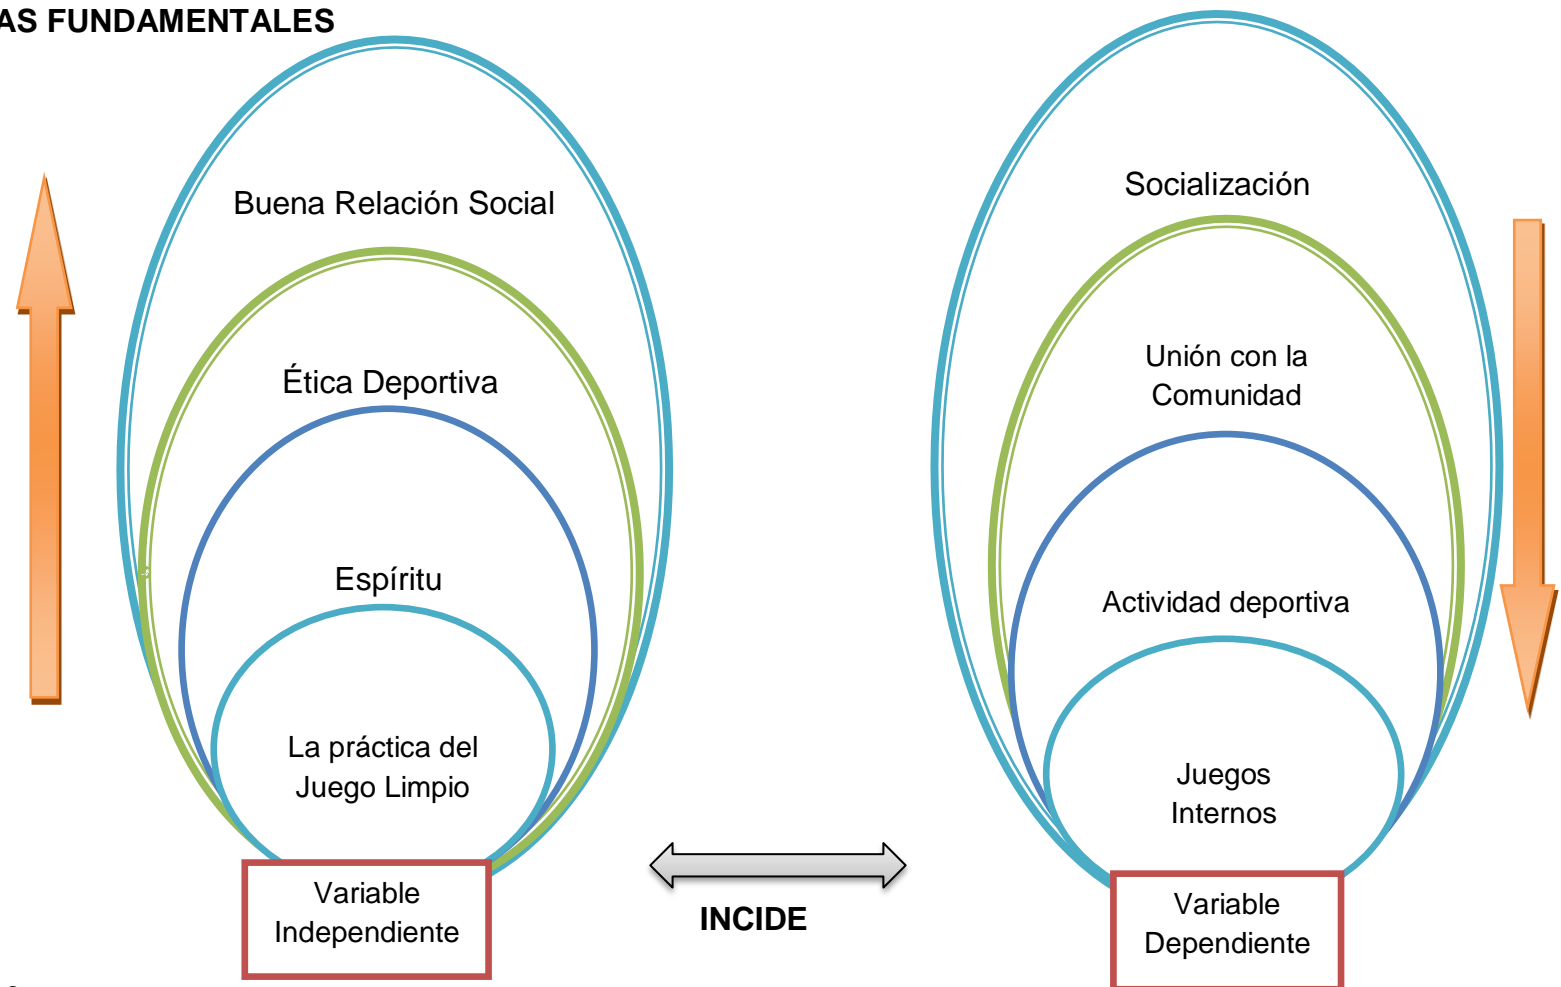 AS FUNDAMENTALES
Buena Relación Social
Ética Deportiva
Espíritu
La práctica del
Juego Limpio
Variable
Independiente
INCIDE
Socialización
Unión con la
Comunidad
Actividad deportiva
Juegos
Internos
Variable
Dependiente